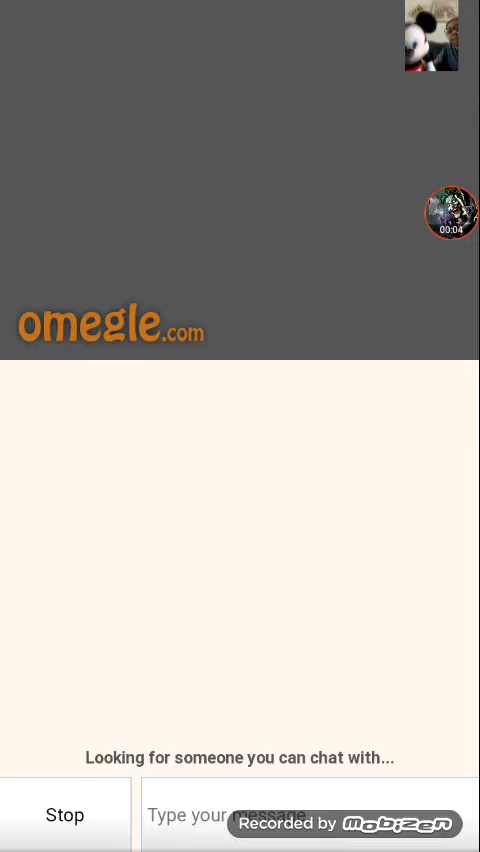 00:04
omegle.com
Looking for someone you can chat with...
Stop
Type your message...
Recorded by mobizen